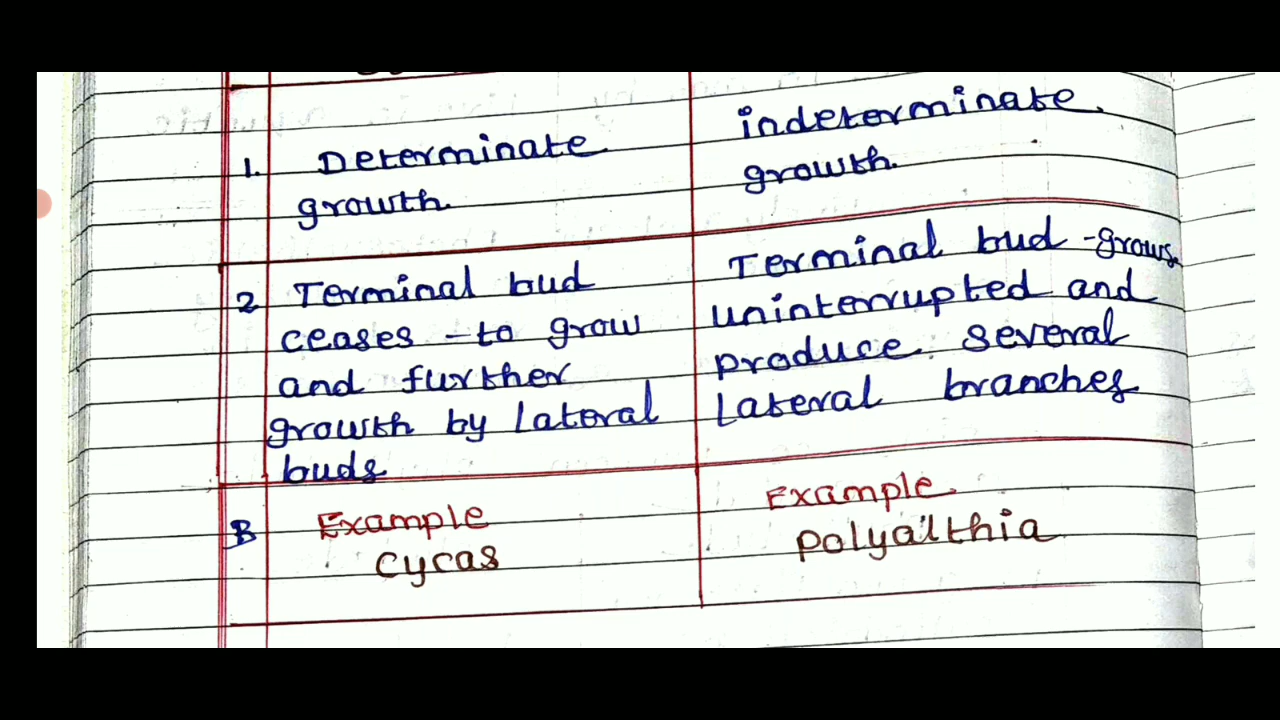 1. Determinate
growth.
indeterminate.
growth.
2 Terminal bud
ceases - to grow
and further
growth by lateral
buds
Terminal bud - grows
uninterrupted and
produce. several
lateral branches
3 Example
cycas
Example.
polyalthia